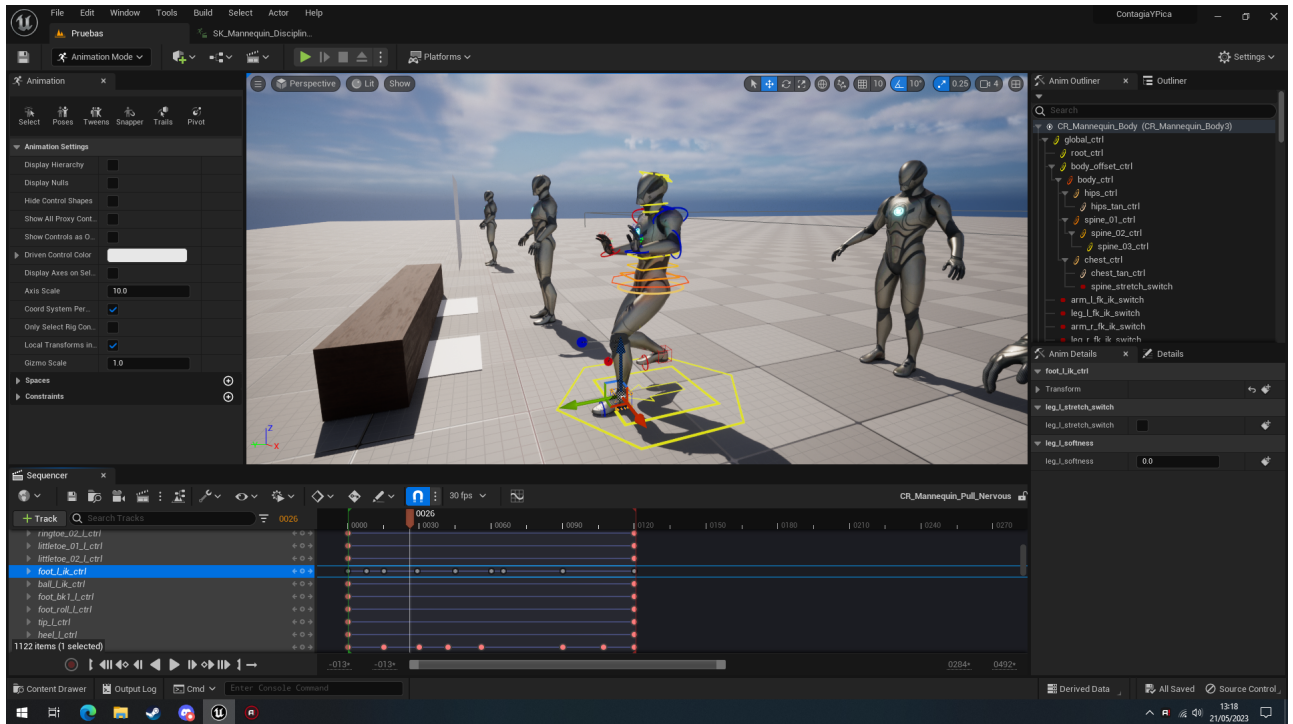 File Edit Window Tools Build Select Actor Help
ContagiaYPica
Pruebas
SK_Mannequin_Disciplin...
Animation Mode
Platforms
Settings
Animation
Select Poses Tweens Snapper Trails Pivot
Animation Settings
Display Hierarchy
Display Nulls
Hide Control Shapes
Show All Proxy Cont...
Show Controls as O...
Driven Control Color
Display Axes on Sel...
Axis Scale 10.0
Coord System Per...
Only Select Rig Con...
Local Transforms in...
Gizmo Scale 1.0
Spaces
Constraints
Perspective Lit Show
10 10° 0.25 4
Z
X
Anim Outliner Outliner
Search
CR_Mannequin_Body (CR_Mannequin_Body3)
global_ctrl
root_ctrl
body_offset_ctrl
body_ctrl
hips_ctrl
hips_tan_ctrl
spine_01_ctrl
spine_02_ctrl
spine_03_ctrl
chest_ctrl
chest_tan_ctrl
spine_stretch_switch
arm_l_fk_ik_switch
leg_l_fk_ik_switch
arm_r_fk_ik_switch
leg_r_fk_ik_switch
Anim Details Details
foot_l_ik_ctrl
Transform
leg_l_stretch_switch
leg_l_stretch_switch
leg_l_softness
leg_l_softness 0.0
Sequencer
30 fps
CR_Mannequin_Pull_Nervous
+ Track Search Tracks 0026
0026
0000 0030 0060 0090 0120 0150 0180 0210 0240 0270
ringtoe_02_l_ctrl
littletoe_01_l_ctrl
littletoe_02_l_ctrl
foot_l_ik_ctrl
ball_l_ik_ctrl
foot_bk1_l_ctrl
foot_roll_l_ctrl
tip_l_ctrl
heel_l_ctrl
1122 items (1 selected)
-013* -013* 0284* 0492*
Content Drawer Output Log Cmd Enter Console Command
Derived Data All Saved Source Control
13:18
21/05/2023